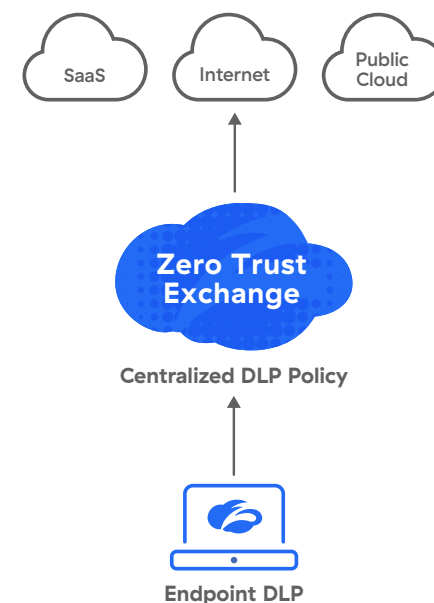 SaaS
Internet
Public
Cloud
Zero Trust
Exchange
Centralized DLP Policy
Endpoint DLP